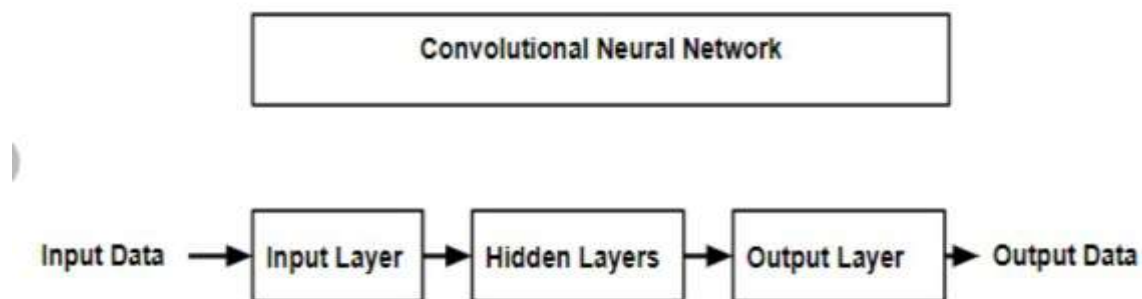 Convolutional Neural Network
Input Data
Input Layer
Hidden Layers
Output Layer
Output Data